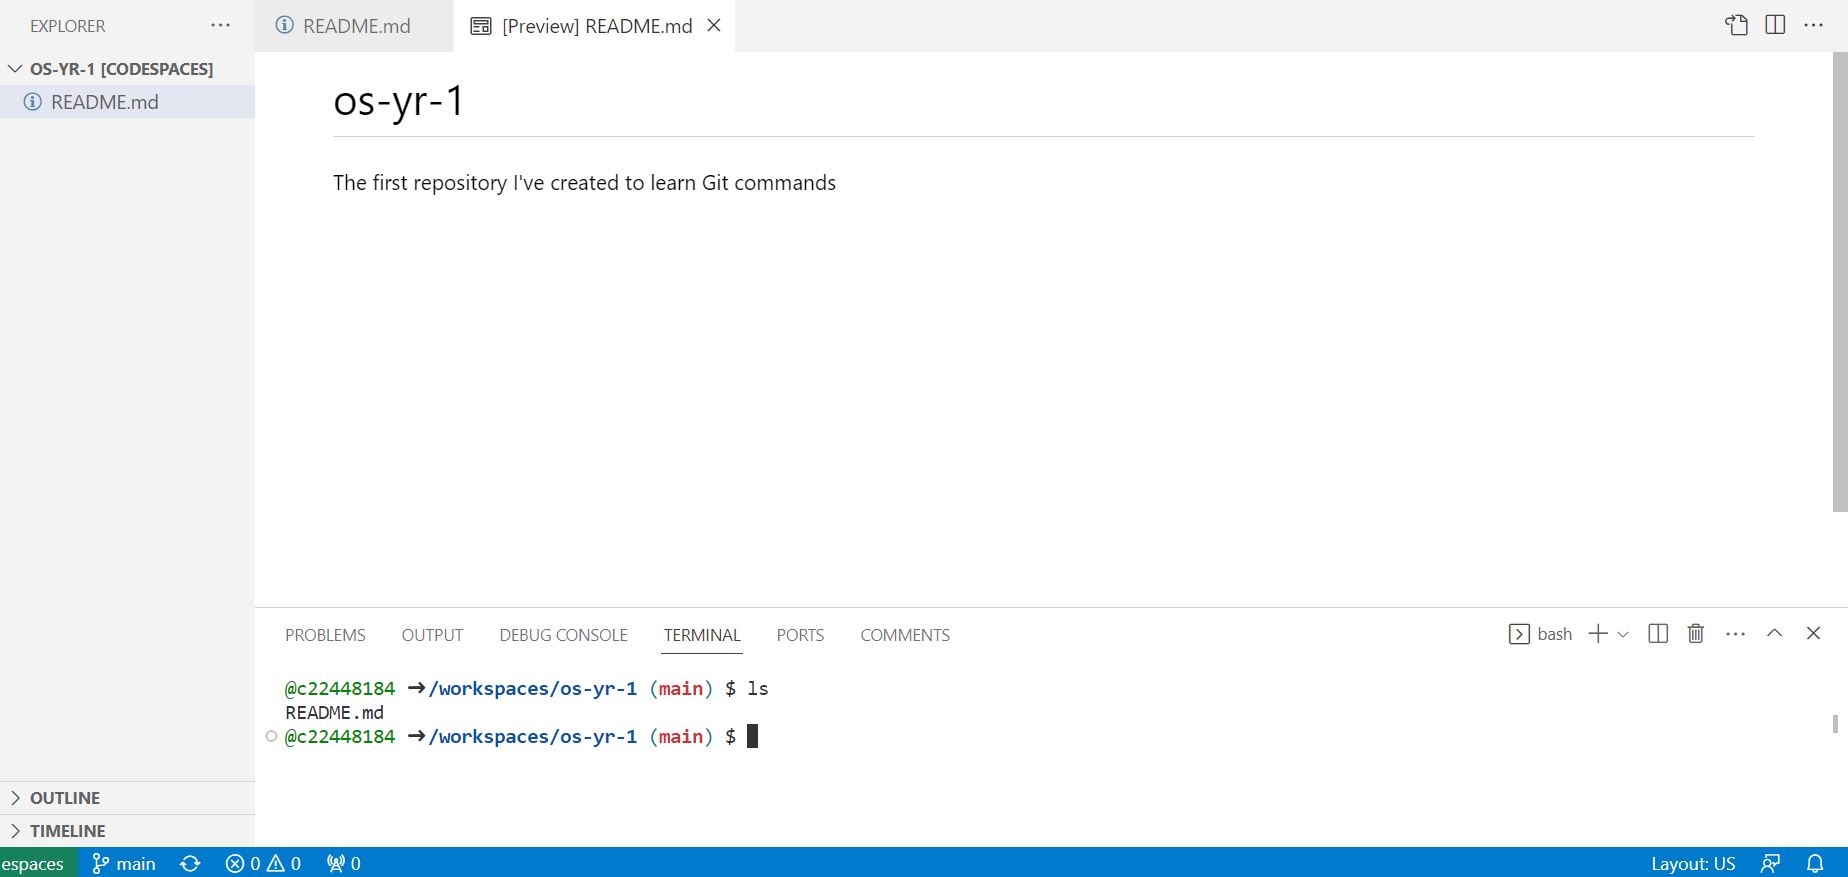 EXPLORER
README.md
[Preview] README.md
OS-YR-1 [CODESPACES]
README.md
os-yr-1
The first repository I've created to learn Git commands
PROBLEMS OUTPUT DEBUG CONSOLE TERMINAL PORTS COMMENTS
bash
@c22448184 ➜/workspaces/os-yr-1 (main) $ ls
README.md
@c22448184 ➜/workspaces/os-yr-1 (main) $
OUTLINE
TIMELINE
espaces main 0 0 0 Layout: US